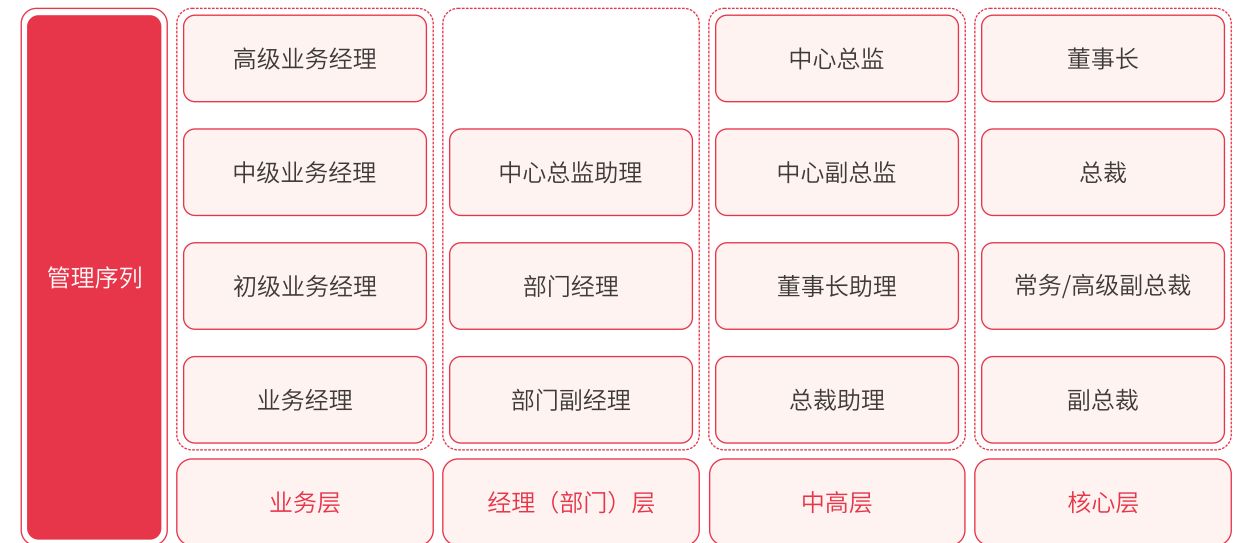 管理序列
高级业务经理
中级业务经理
初级业务经理
业务经理
业务层
中心总监助理
部门经理
部门副经理
经理（部门）层
中心总监
中心副总监
董事长助理
总裁助理
中高层
董事长
总裁
常务/高级副总裁
副总裁
核心层